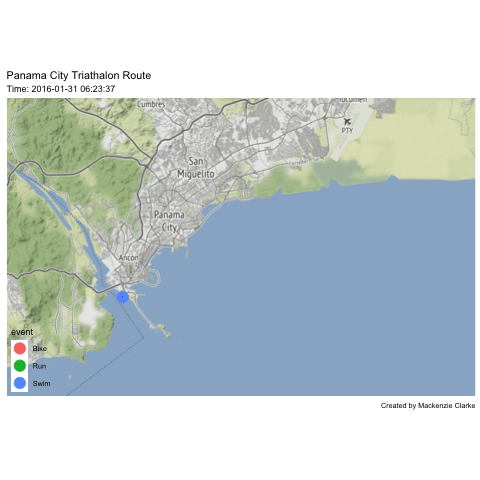 Panama City Triathalon Route
Time: 2016-01-31 06:23:37
Cumbres
Tocumen
PTY
San
Miguelito
Panama
City
Ancon
event
Bike
Run
Swim
Created by Mackenzie Clarke